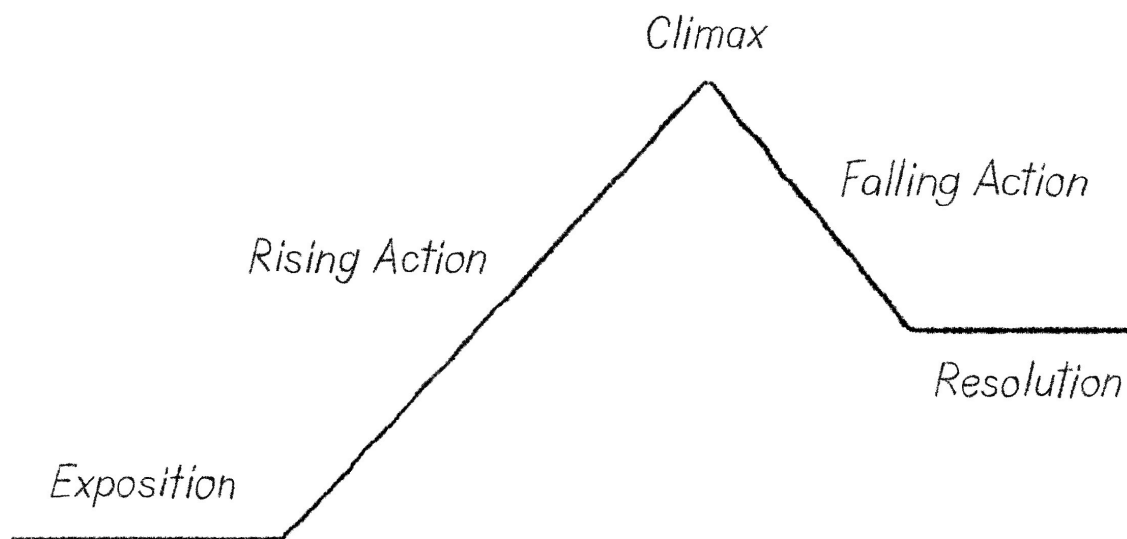 Climax
Falling Action
Rising Action
Resolution
Exposition